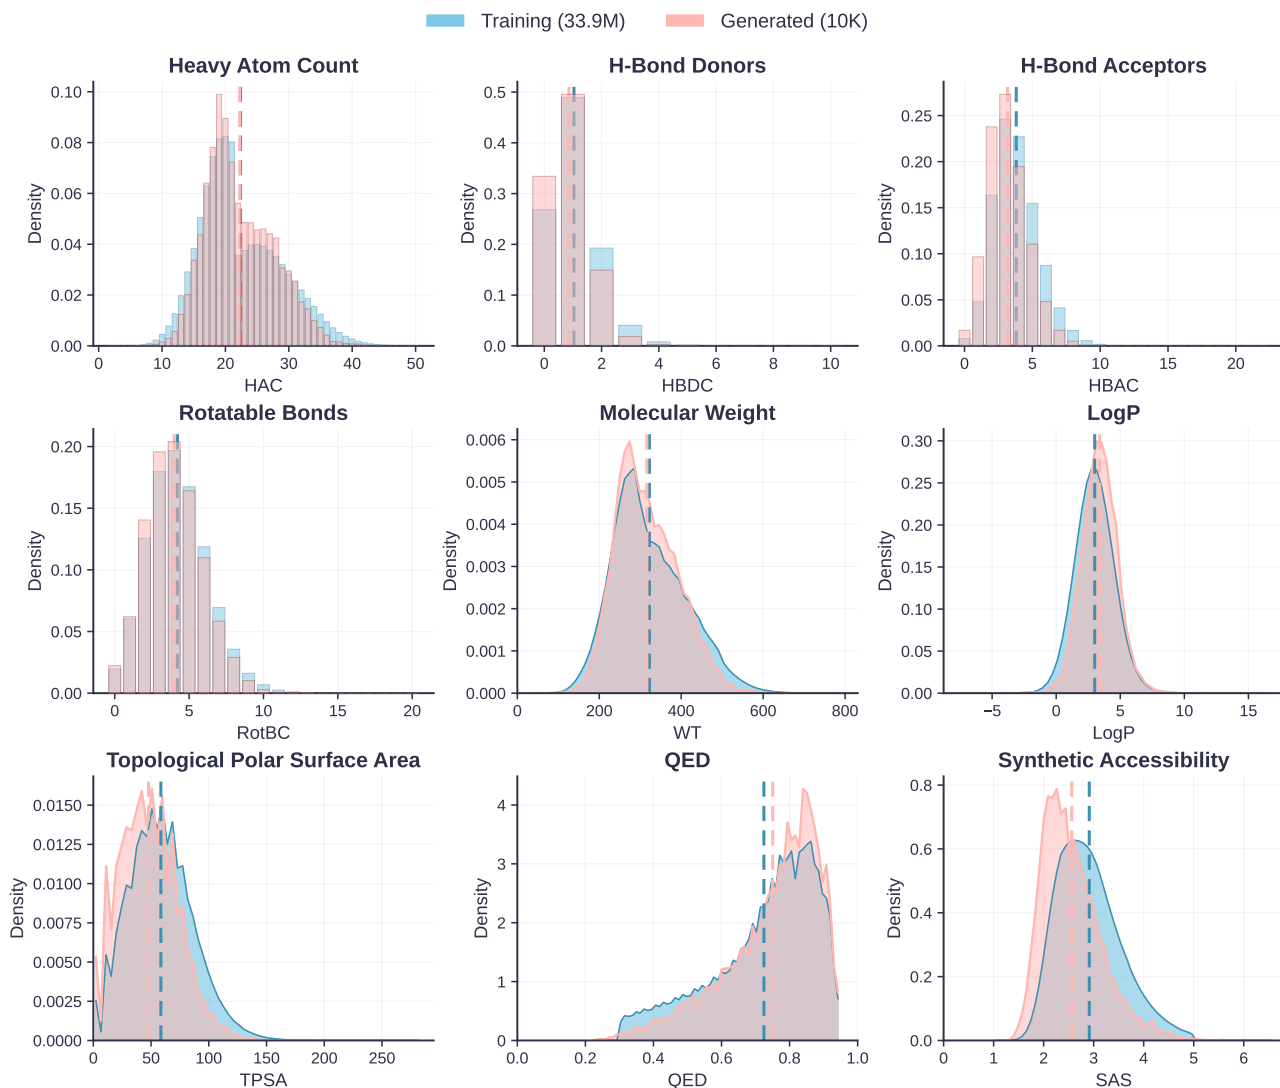 Training (33.9M) Generated (10K)
Heavy Atom Count
Density
0.10
0.08
0.06
0.04
0.02
0.00
0 10 20 30 40 50
HAC
H-Bond Donors
Density
0.5
0.4
0.3
0.2
0.1
0.0
0 2 4 6 8 10
HBDC
H-Bond Acceptors
Density
0.25
0.20
0.15
0.10
0.05
0.00
0 5 10 15 20
HBAC
Rotatable Bonds
Density
0.20
0.15
0.10
0.05
0.00
0 5 10 15 20
RotBC
Molecular Weight
Density
0.006
0.005
0.004
0.003
0.002
0.001
0.000
0 200 400 600 800
WT
LogP
Density
0.30
0.25
0.20
0.15
0.10
0.05
0.00
−5 0 5 10 15
LogP
Topological Polar Surface Area
Density
0.0150
0.0125
0.0100
0.0075
0.0050
0.0025
0.0000
0 50 100 150 200 250
TPSA
QED
Density
4
3
2
1
0
0.0 0.2 0.4 0.6 0.8 1.0
QED
Synthetic Accessibility
Density
0.8
0.6
0.4
0.2
0.0
0 1 2 3 4 5 6
SAS